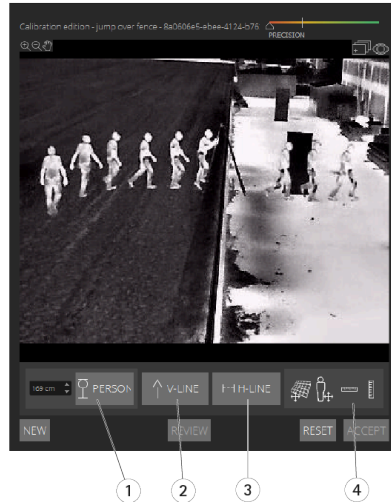 Calibration edition - jump over fence - 8a0606e5-ebee-4124-b76
PRECISION
169 cm PERSON V-LINE H-LINE
NEW REVIEW RESET ACCEPT
1 2 3 4